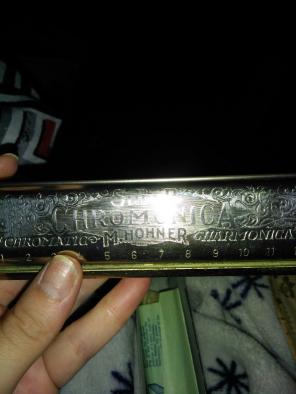 CHROMONICA
CHROMATIC M. HOHNER HARMONICA
1 2 5 6 7 8 9 10 11